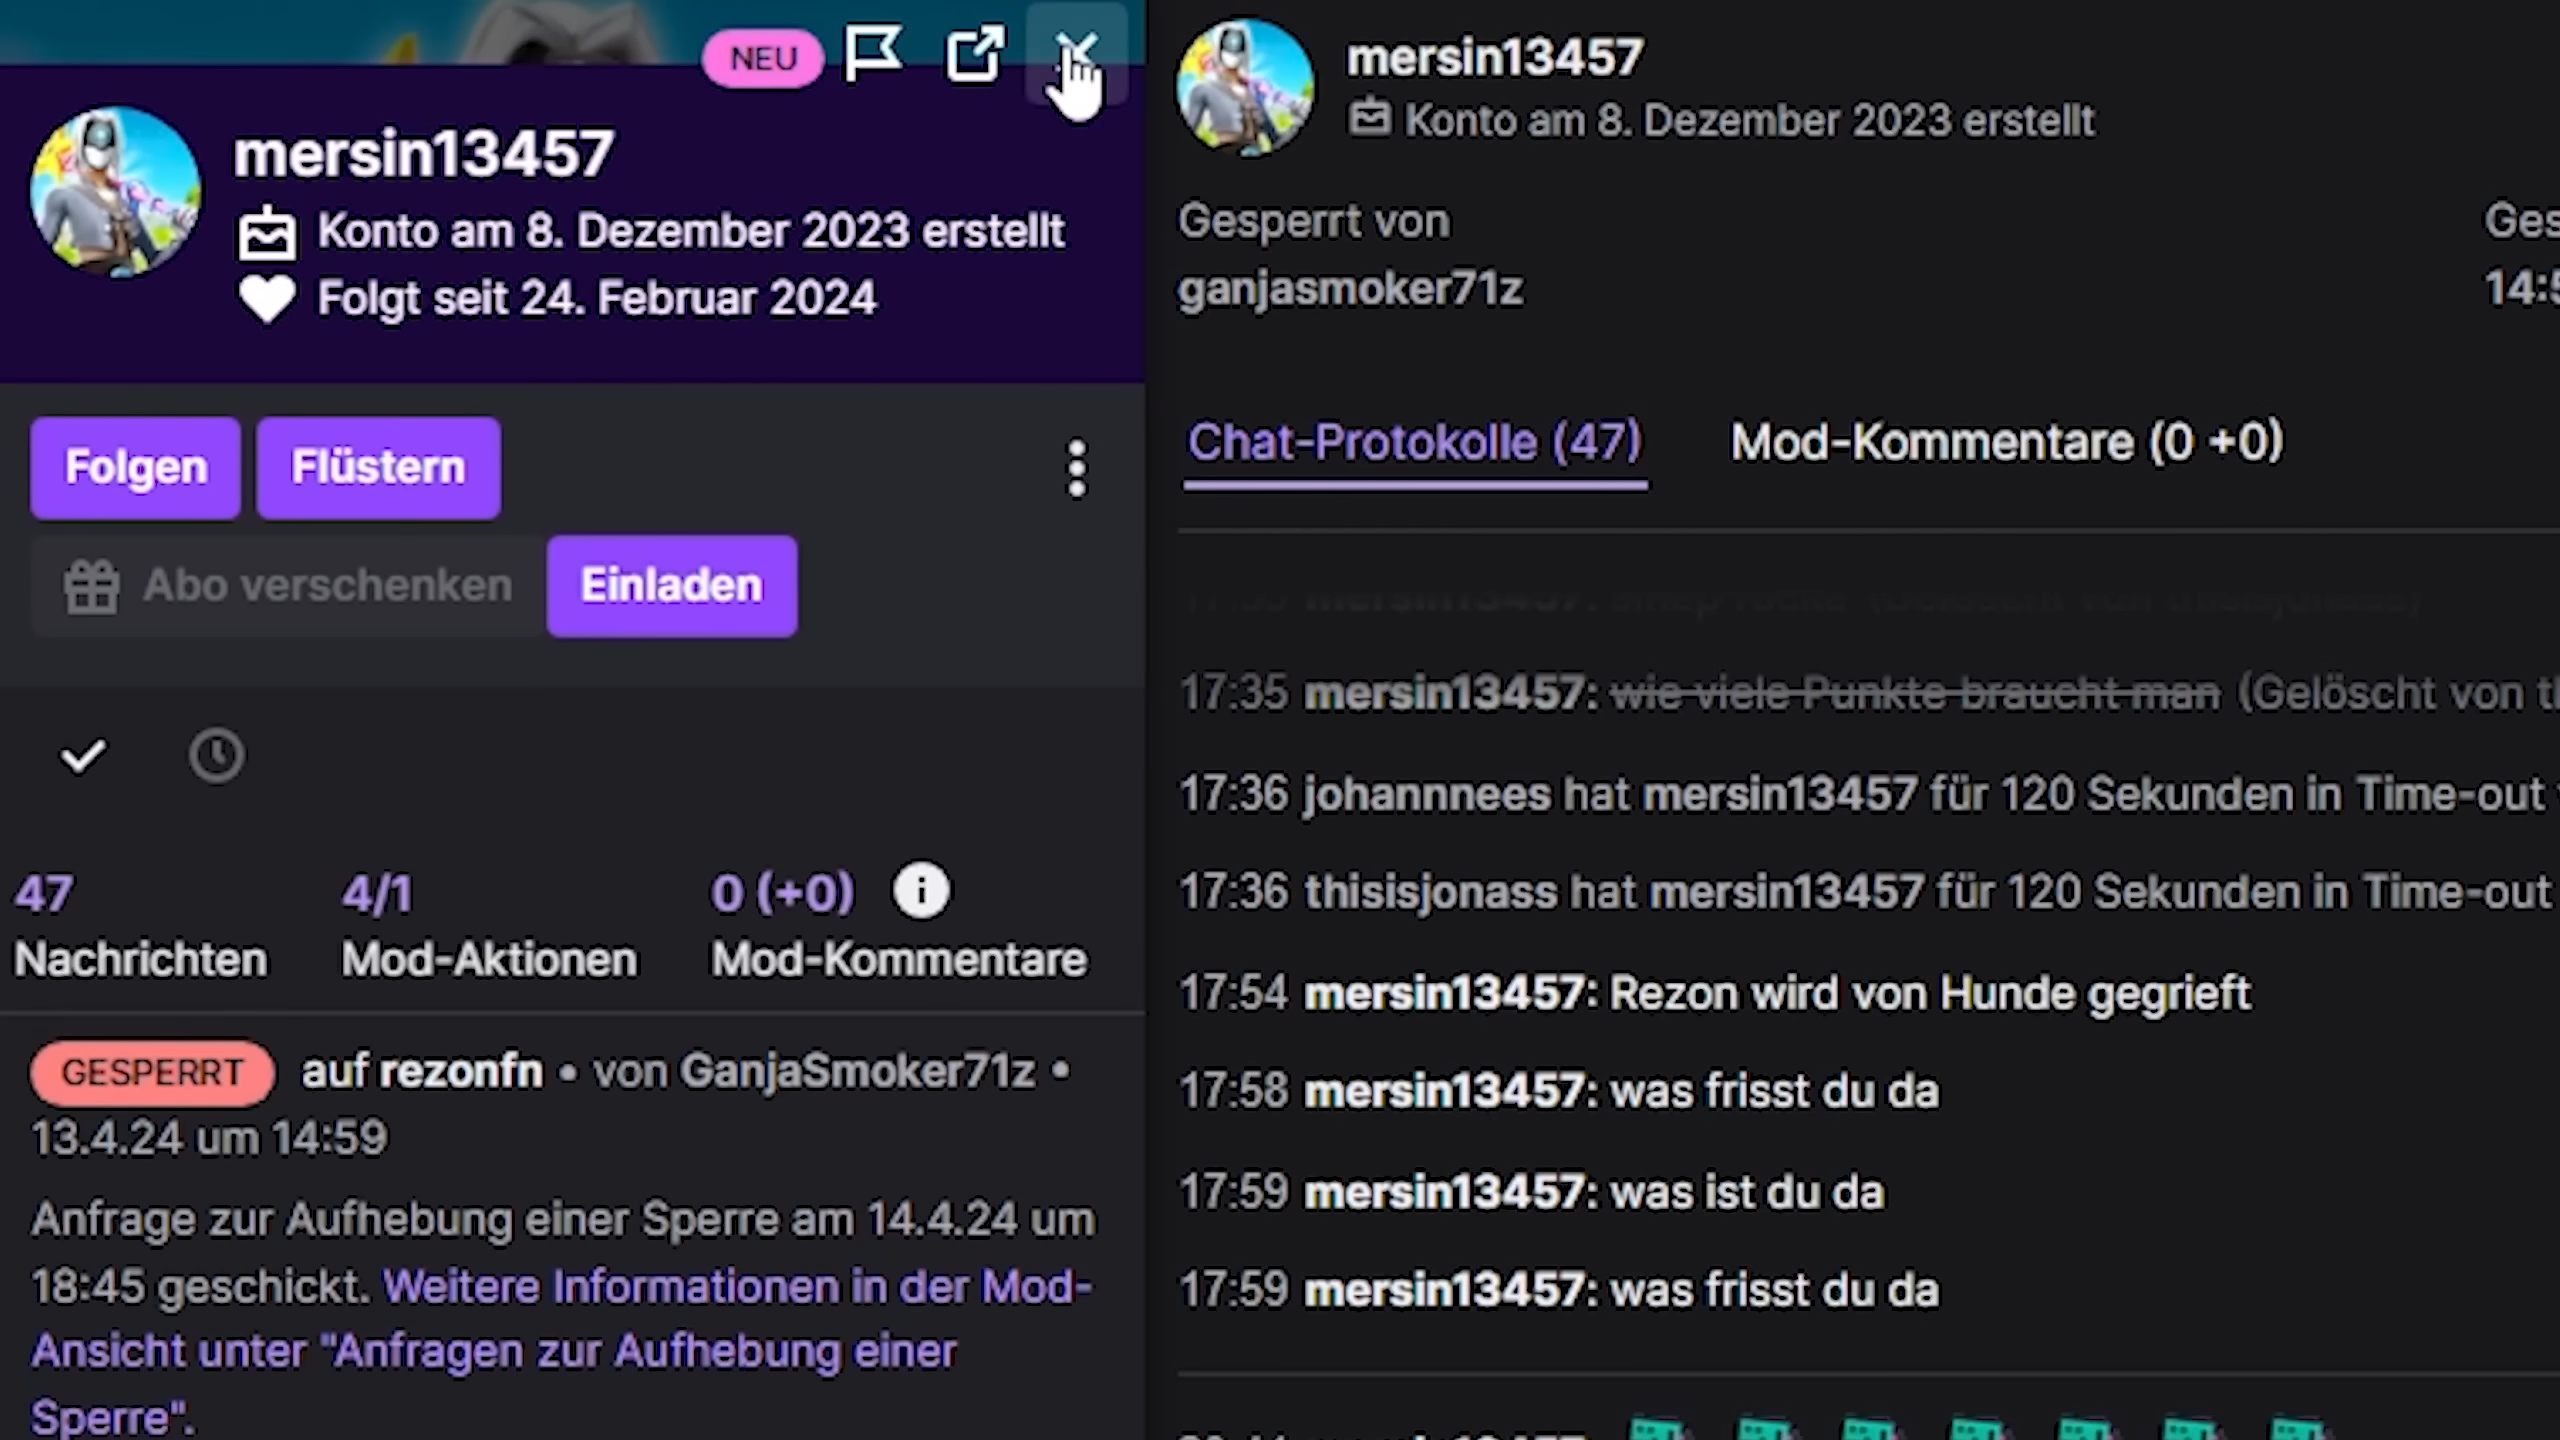 NEU
mersin13457
Konto am 8. Dezember 2023 erstellt
Folgt seit 24. Februar 2024
Folgen
Flüstern
Abo verschenken
Einladen
47
Nachrichten
4/1
Mod-Aktionen
0 (+0)
Mod-Kommentare
GESPERRT auf rezonfn • von GanjaSmoker71z •
13.4.24 um 14:59
Anfrage zur Aufhebung einer Sperre am 14.4.24 um
18:45 geschickt. Weitere Informationen in der Mod-
Ansicht unter "Anfragen zur Aufhebung einer
Sperre".
mersin13457
Konto am 8. Dezember 2023 erstellt
Gesperrt von
ganjasmoker71z
Chat-Protokolle (47)
Mod-Kommentare (0 +0)
17:35 mersin13457: wie viele Punkte braucht man (Gelöscht von
17:36 johannnees hat mersin13457 für 120 Sekunden in Time-out
17:36 thisisjonass hat mersin13457 für 120 Sekunden in Time-out
17:54 mersin13457: Rezon wird von Hunde gegrieft
17:58 mersin13457: was frisst du da
17:59 mersin13457: was ist du da
17:59 mersin13457: was frisst du da